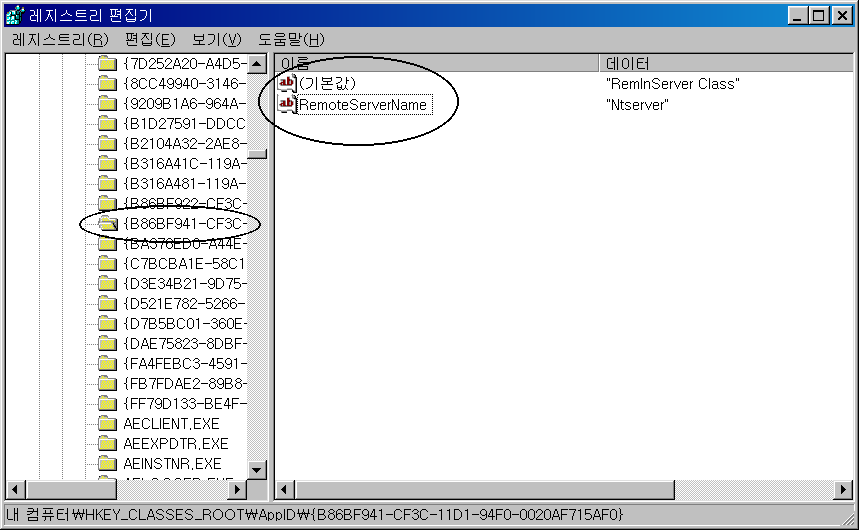 레지스트리 편집기
레지스트리(R) 편집(E) 보기(V) 도움말(H)
이름 데이터
{7D252A20-A4D5-
{8CC49940-3146-
{9209B1A6-964A-
{B1D27591-DDCC
{B2104A32-2AE8-
{B316A41C-119A-
{B316A481-119A-
{B86BF922-CF3C-
{B86BF941-CF3C-
{BA376ED0-A44E-
{C7BCBA1E-58C1
{D3E34B21-9D75-
{D521E782-5266-
{D7B5BC01-360E-
{DAE75823-8DBF-
{FA4FEBC3-4591-
{FB7FDAE2-89B8-
{FF79D133-BE4F-
AECLIENT.EXE
AEEXPDTR.EXE
AEINSTNR.EXE
(기본값) "RemInServer Class"
RemoteServerName "Ntserver"
내 컴퓨터₩HKEY_CLASSES_ROOT₩AppID₩{B86BF941-CF3C-11D1-94F0-0020AF715AF0}